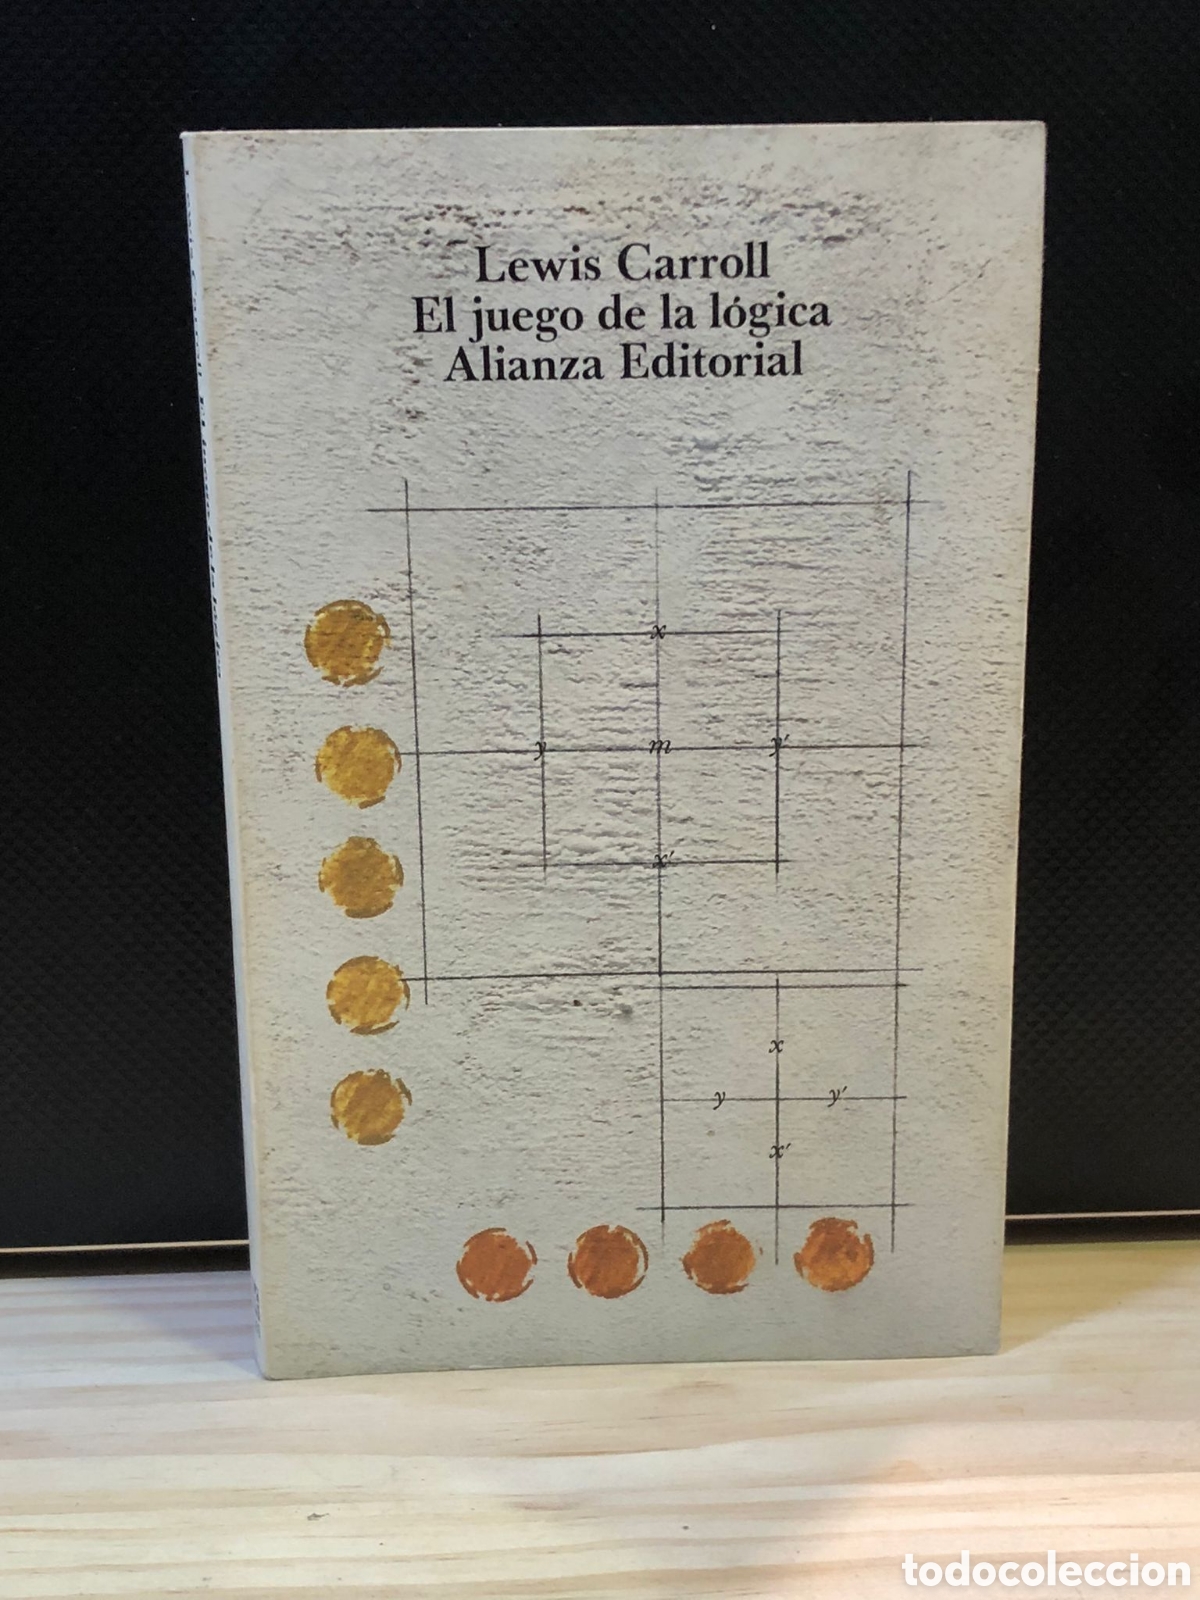 Lewis Carroll
El juego de la lógica
Alianza Editorial
x
y m y'
x'
x
y y'
x'
todocoleccion